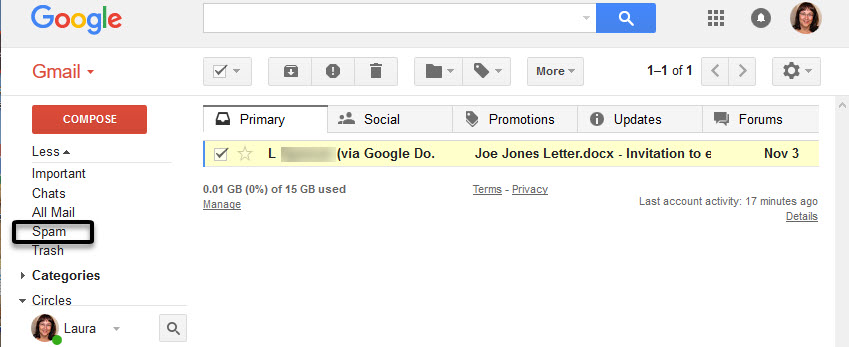 Google
Gmail
More
1–1 of 1
COMPOSE
Primary
Social
Promotions
Updates
Forums
Less
L (via Google Do. Joe Jones Letter.docx - Invitation to e Nov 3
Important
Chats
All Mail
Spam
Trash
Categories
Circles
Laura
0.01 GB (0%) of 15 GB used
Manage
Terms - Privacy
Last account activity: 17 minutes ago
Details